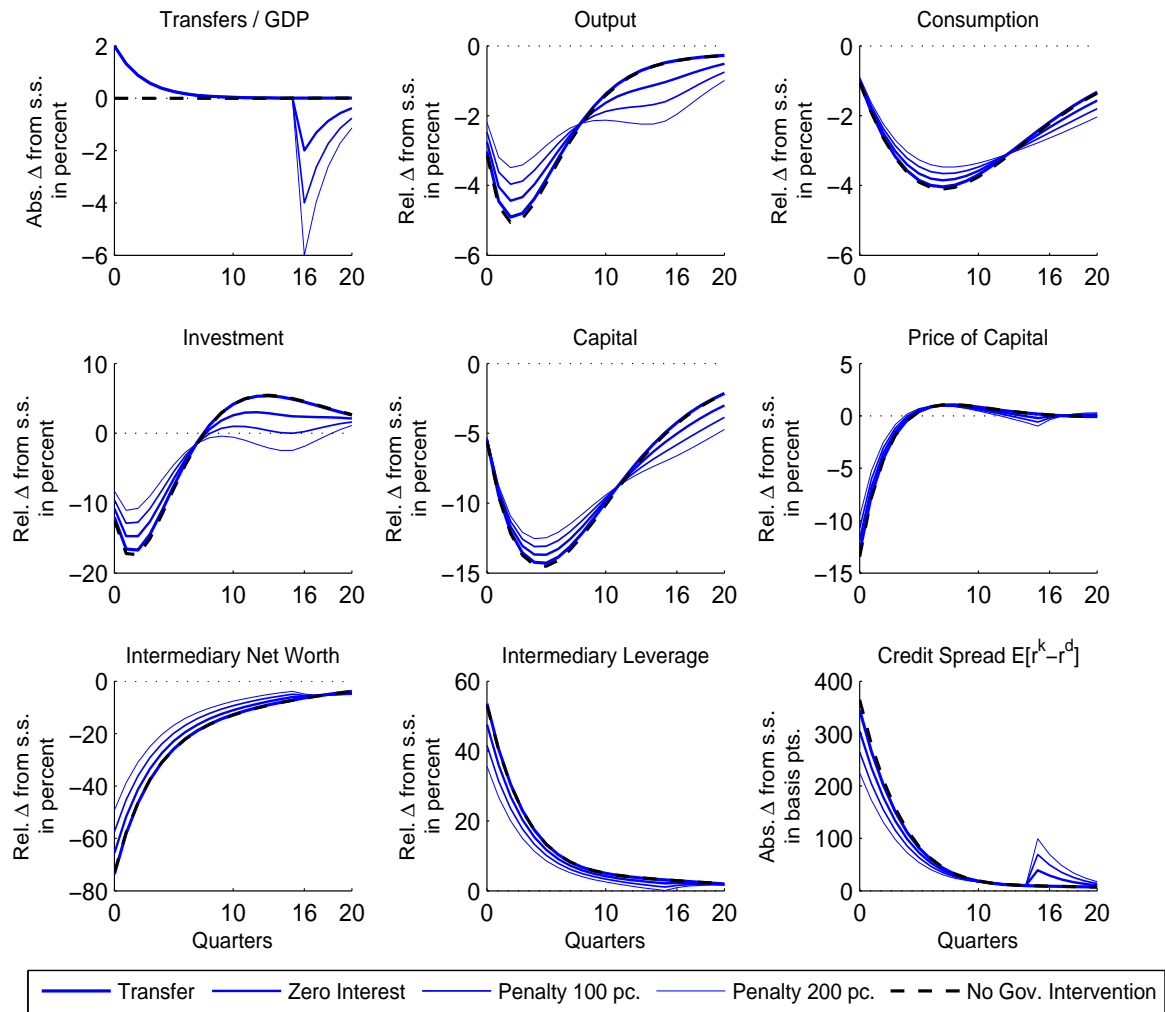 Transfers / GDP
Output
Consumption
Abs. Δ from s.s.
in percent
2
0
−2
−4
−6
0
10
16
20
Rel. Δ from s.s.
in percent
0
−2
−4
−6
0
10
16
20
Rel. Δ from s.s.
in percent
0
−2
−4
−6
0
10
16
20
Investment
Capital
Price of Capital
Rel. Δ from s.s.
in percent
10
0
−10
−20
0
10
16
20
Rel. Δ from s.s.
in percent
0
−5
−10
−15
0
10
16
20
Rel. Δ from s.s.
in percent
5
0
−5
−10
−15
0
10
16
20
Intermediary Net Worth
Intermediary Leverage
Credit Spread E[r^k−r^d]
Rel. Δ from s.s.
in percent
0
−20
−40
−60
−80
0
10
16
20
Quarters
Rel. Δ from s.s.
in percent
60
40
20
0
0
10
16
20
Quarters
Abs. Δ from s.s.
in basis pts.
400
300
200
100
0
0
10
16
20
Quarters
Transfer
Zero Interest
Penalty 100 pc.
Penalty 200 pc.
No Gov. Intervention